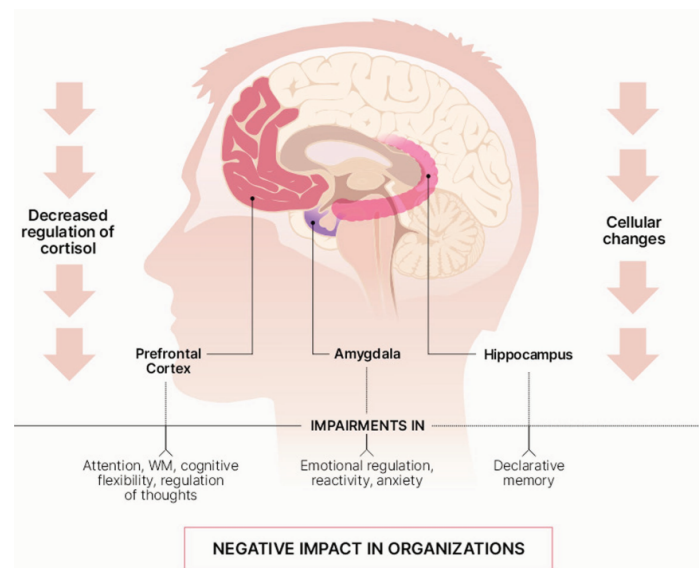 Decreased
regulation of
cortisol
Cellular
changes
Prefrontal
Cortex
Amygdala
Hippocampus
IMPAIRMENTS IN
Attention, WM, cognitive
flexibility, regulation
of thoughts
Emotional regulation,
reactivity, anxiety
Declarative
memory
NEGATIVE IMPACT IN ORGANIZATIONS